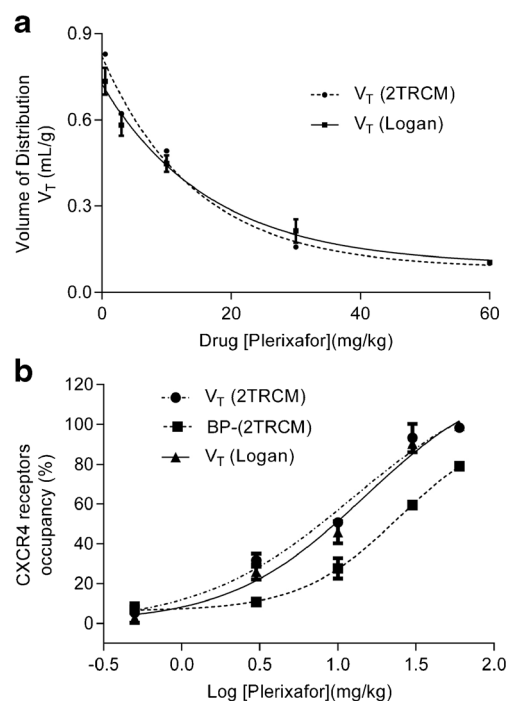 a
0.9
0.6
0.3
0.0
Volume of Distribution
V_T (mL/g)
V_T (2TRCM)
V_T (Logan)
0
20
40
60
Drug [Plerixafor](mg/kg)
b
120
100
80
60
40
20
0
CXCR4 receptors
occupancy (%)
V_T (2TRCM)
BP-(2TRCM)
V_T (Logan)
-0.5
0.0
0.5
1.0
1.5
2.0
Log [Plerixafor](mg/kg)